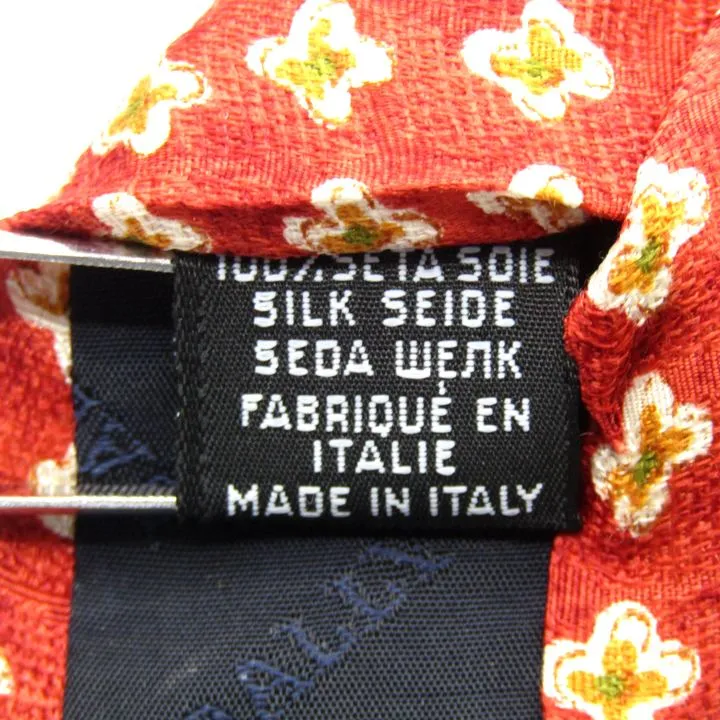 100% SETA SOIE
SILK SEIDE
SEDA ШЕЛК
FABRIQUÉ EN
ITALIE
MADE IN ITALY